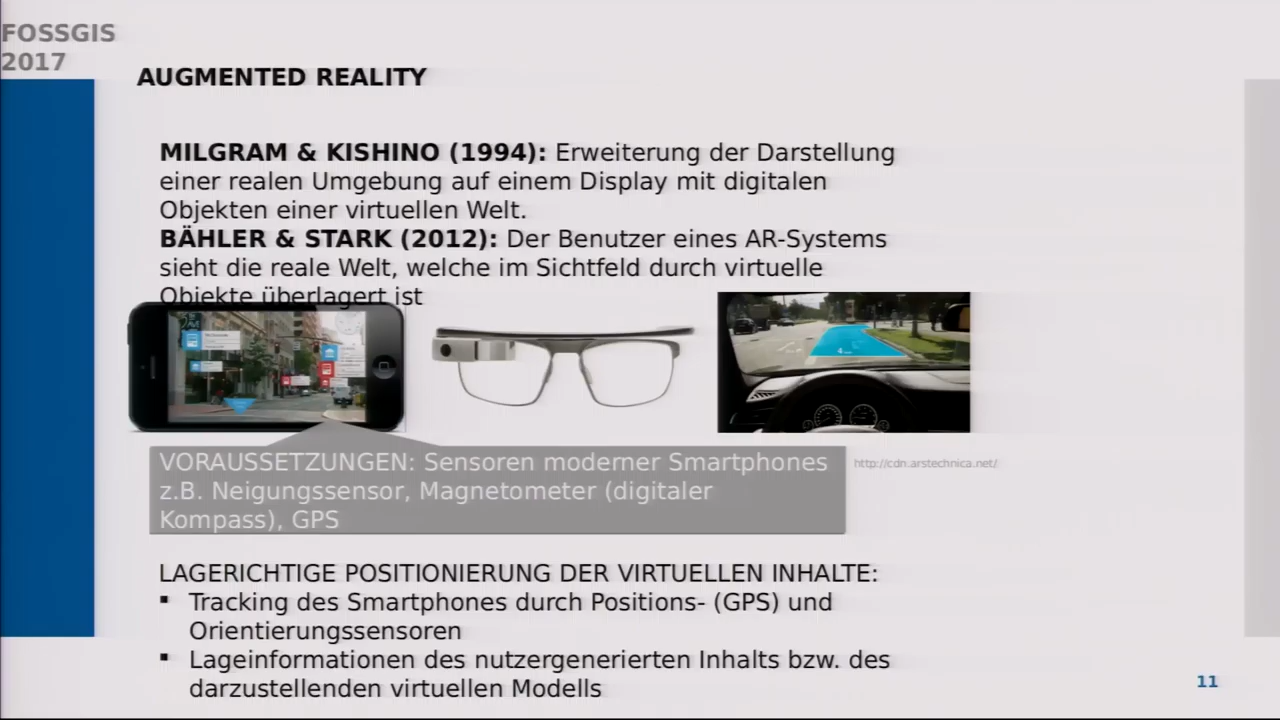 FOSSGIS
2017
AUGMENTED REALITY
MILGRAM & KISHINO (1994): Erweiterung der Darstellung
einer realen Umgebung auf einem Display mit digitalen
Objekten einer virtuellen Welt.
BÄHLER & STARK (2012): Der Benutzer eines AR-Systems
sieht die reale Welt, welche im Sichtfeld durch virtuelle
Objekte überlagert ist
VORAUSSETZUNGEN: Sensoren moderner Smartphones
z.B. Neigungssensor, Magnetometer (digitaler
Kompass), GPS
http://cdn.arstechnica.net/
LAGERICHTIGE POSITIONIERUNG DER VIRTUELLEN INHALTE:
▪ Tracking des Smartphones durch Positions- (GPS) und
Orientierungssensoren
▪ Lageinformationen des nutzergenerierten Inhalts bzw. des
darzustellenden virtuellen Modells
11